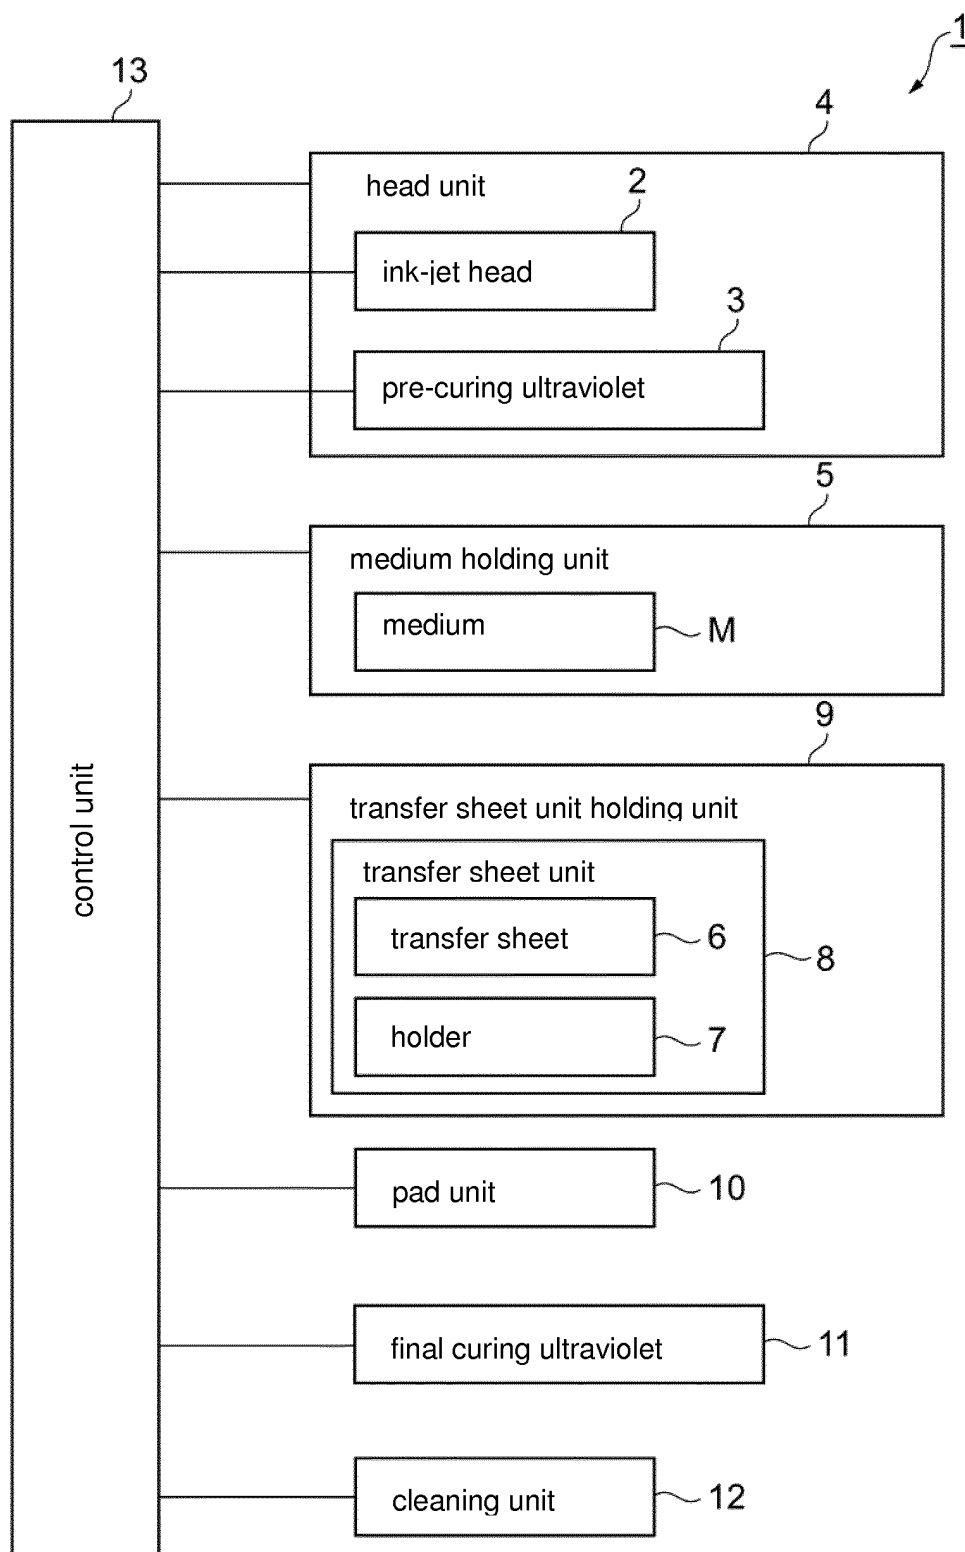 1
13
4
head unit
2
ink-jet head
3
pre-curing ultraviolet
5
medium holding unit
medium
M
9
control unit
transfer sheet unit holding unit
transfer sheet unit
transfer sheet
6
8
holder
7
pad unit
10
final curing ultraviolet
11
cleaning unit
12